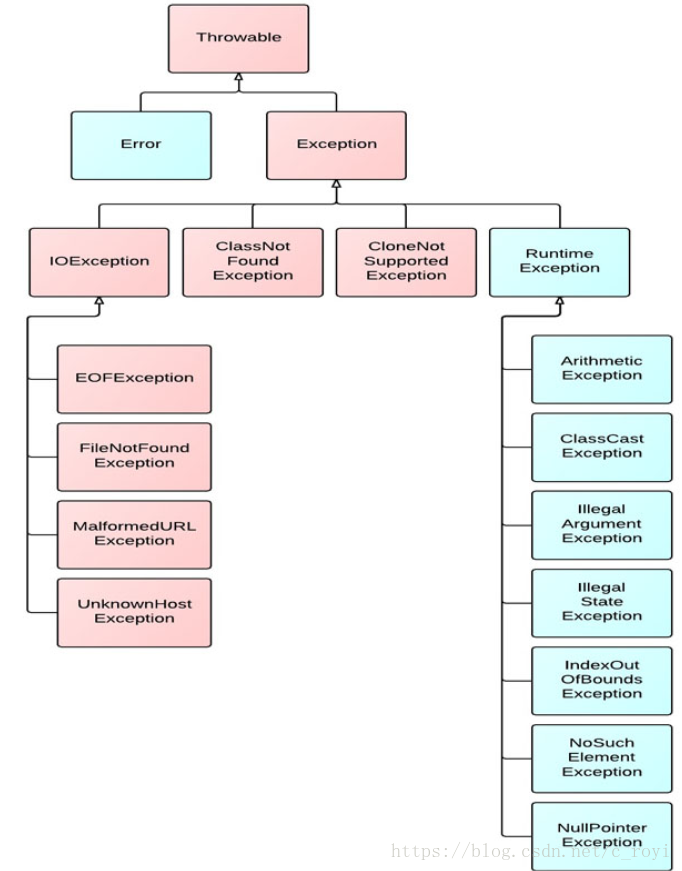 Throwable
Error
Exception
IOException
ClassNot
Found
Exception
CloneNot
Supported
Exception
Runtime
Exception
EOFException
FileNotFound
Exception
MalformedURL
Exception
UnknownHost
Exception
Arithmetic
Exception
ClassCast
Exception
Illegal
Argument
Exception
Illegal
State
Exception
IndexOut
OfBounds
Exception
NoSuch
Element
Exception
NullPointer
Exception
https://blog.csdn.net/c_royi